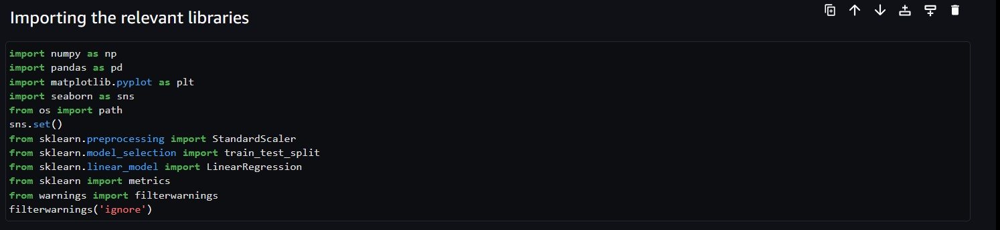 Importing the relevant libraries
import numpy as np
import pandas as pd
import matplotlib.pyplot as plt
import seaborn as sns
from os import path
sns.set()
from sklearn.preprocessing import StandardScaler
from sklearn.model_selection import train_test_split
from sklearn.linear_model import LinearRegression
from sklearn import metrics
from warnings import filterwarnings
filterwarnings('ignore')